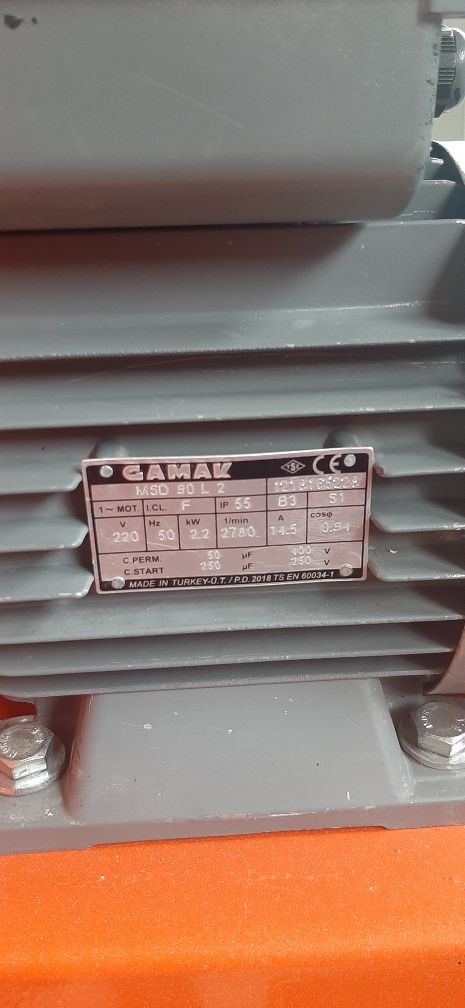 GAMAK TSE CE
MSD 90 L 2
1~ MOT. I.CL. F IP 55 B3 S1
V Hz kW 1/min A cosφ
220 50 2.2 2780 14.5 0.94
C.PERM. 50 µF 400 V
C.START. 250 µF 250 V
MADE IN TURKEY-O.T. / P.D. 2018 TS EN 60034-1